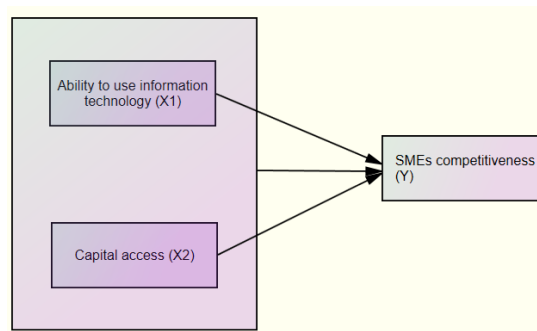 Ability to use information
technology (X1)
SMEs competitiveness
(Y)
Capital access (X2)